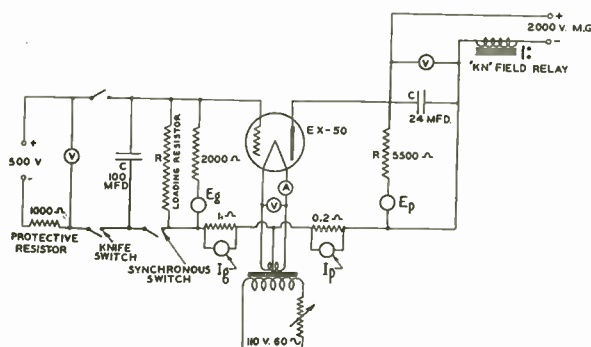 +
2000 V. M.G
-
"KN" FIELD RELAY
V
C
24 MFD.
EX-50
+
500 V
-
V
C
100
MFD
R
LOADING RESISTOR
2000 Ω
Eg
R
5500 Ω
Ep
A
V
1000 Ω
PROTECTIVE
RESISTOR
KNIFE
SWITCH
SYNCHRONOUS
SWITCH
1 Ω
Ig
0.2 Ω
Ip
110 V. 60 ~